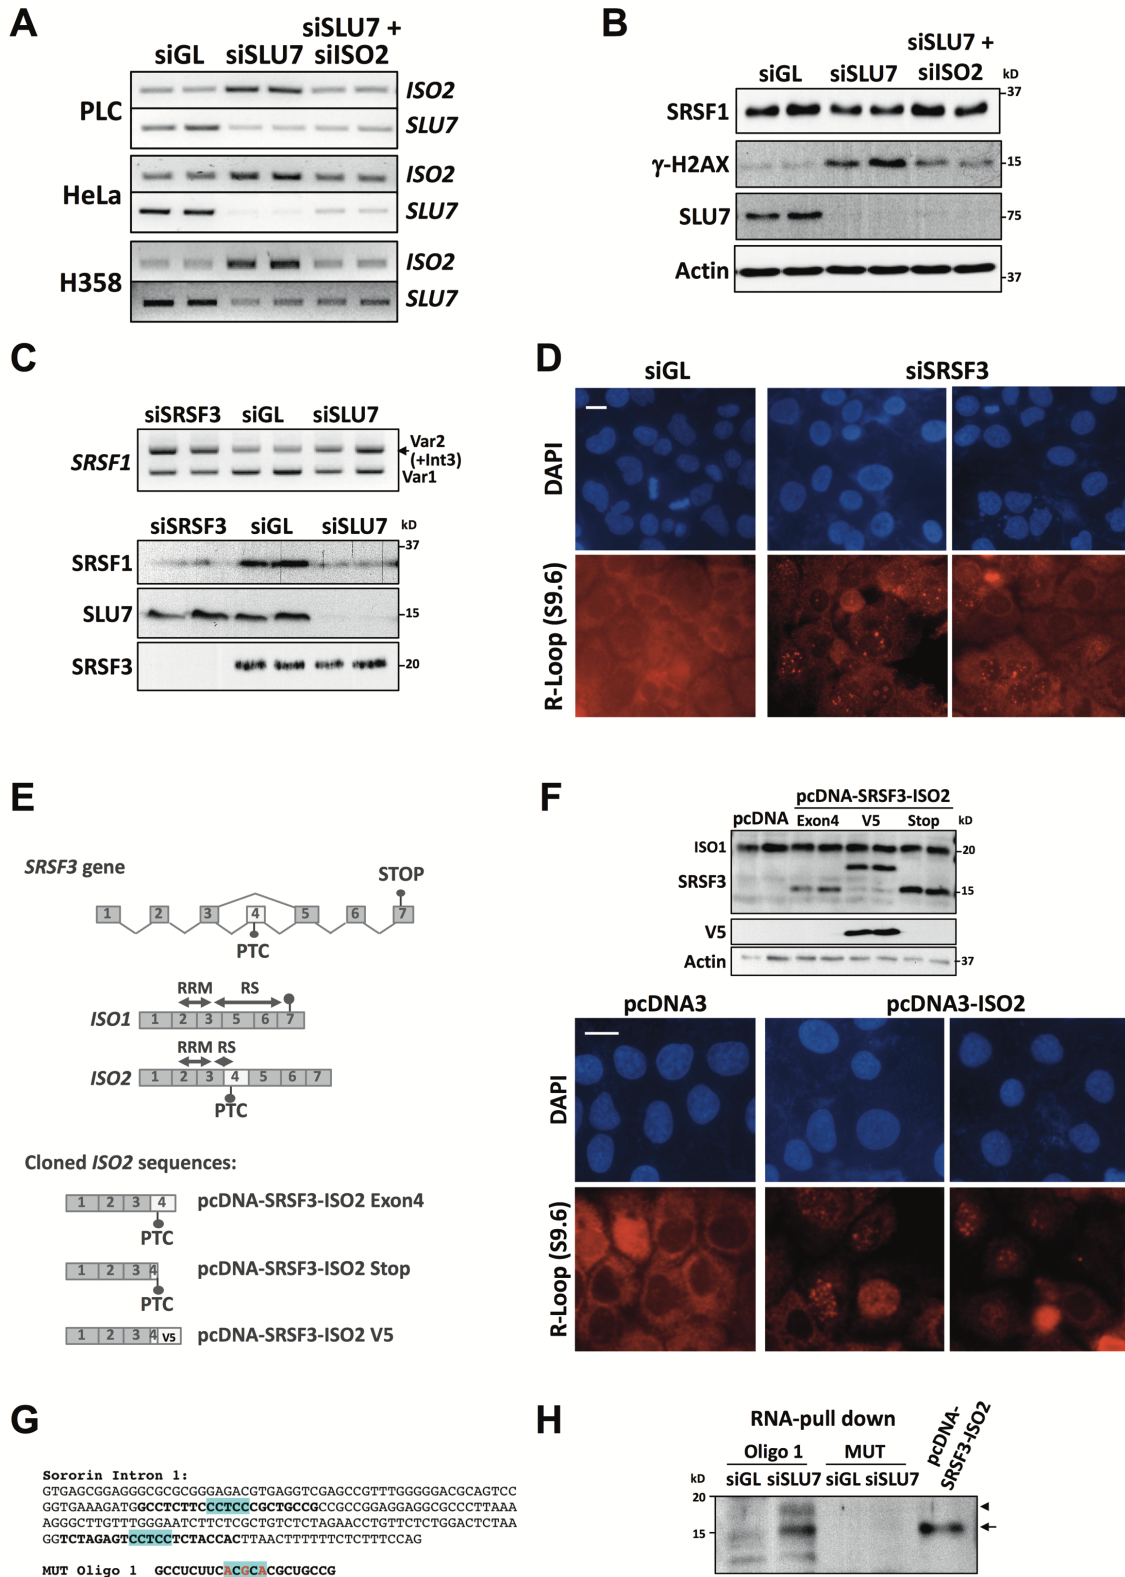 A
siGL siSLU7 siSLU7 + siISO2
PLC
ISO2
SLU7
HeLa
ISO2
SLU7
H358
ISO2
SLU7
B
siGL siSLU7 siSLU7 + siISO2
kD
SRSF1
37
γ-H2AX
15
SLU7
75
Actin
37
C
siSRSF3 siGL siSLU7
SRSF1
Var2
(+Int3)
Var1
siSRSF3 siGL siSLU7 kD
37
SRSF1
SLU7
15
SRSF3
20
D
siGL siSRSF3
DAPI
R-Loop (S9.6)
E
SRSF3 gene
STOP
1 2 3 4 5 6 7
PTC
RRM RS
ISO1 1 2 3 5 6 7
RRM RS
ISO2 1 2 3 4 5 6 7
PTC
Cloned ISO2 sequences:
1 2 3 4 pcDNA-SRSF3-ISO2 Exon4
PTC
1 2 3 4 pcDNA-SRSF3-ISO2 Stop
PTC
1 2 3 4 V5 pcDNA-SRSF3-ISO2 V5
F
pcDNA-SRSF3-ISO2
pcDNA Exon4 V5 Stop kD
ISO1
20
SRSF3
15
V5
Actin
37
pcDNA3 pcDNA3-ISO2
DAPI
R-Loop (S9.6)
G
Sororin Intron 1:
GTGAGCGGAGGGCGCGCGGGAGACGTGAGGTCGAGCCGTTTGGGGGACGCAGTCC
GGTGAAAGATGGCCTCTTCCCTCCCGCTGCCGCCGCCGGAGGAGGCGCCTTAAA
AGGGCTTGTTTGGGAATCTTCTCGCTGTCTCTAGAACCTGTTCTCTGGACTCTAA
GGTCTAGAGTCCTCCTCTACCACTTAACTTTTTTCTCTTTCCAG
MUT Oligo 1 GCCUCUUCACGCACGCUGCCG
H
RNA-pull down
Oligo 1 MUT
pcDNA-
SRSF3-ISO2
kD siGL siSLU7 siGL siSLU7
20
15